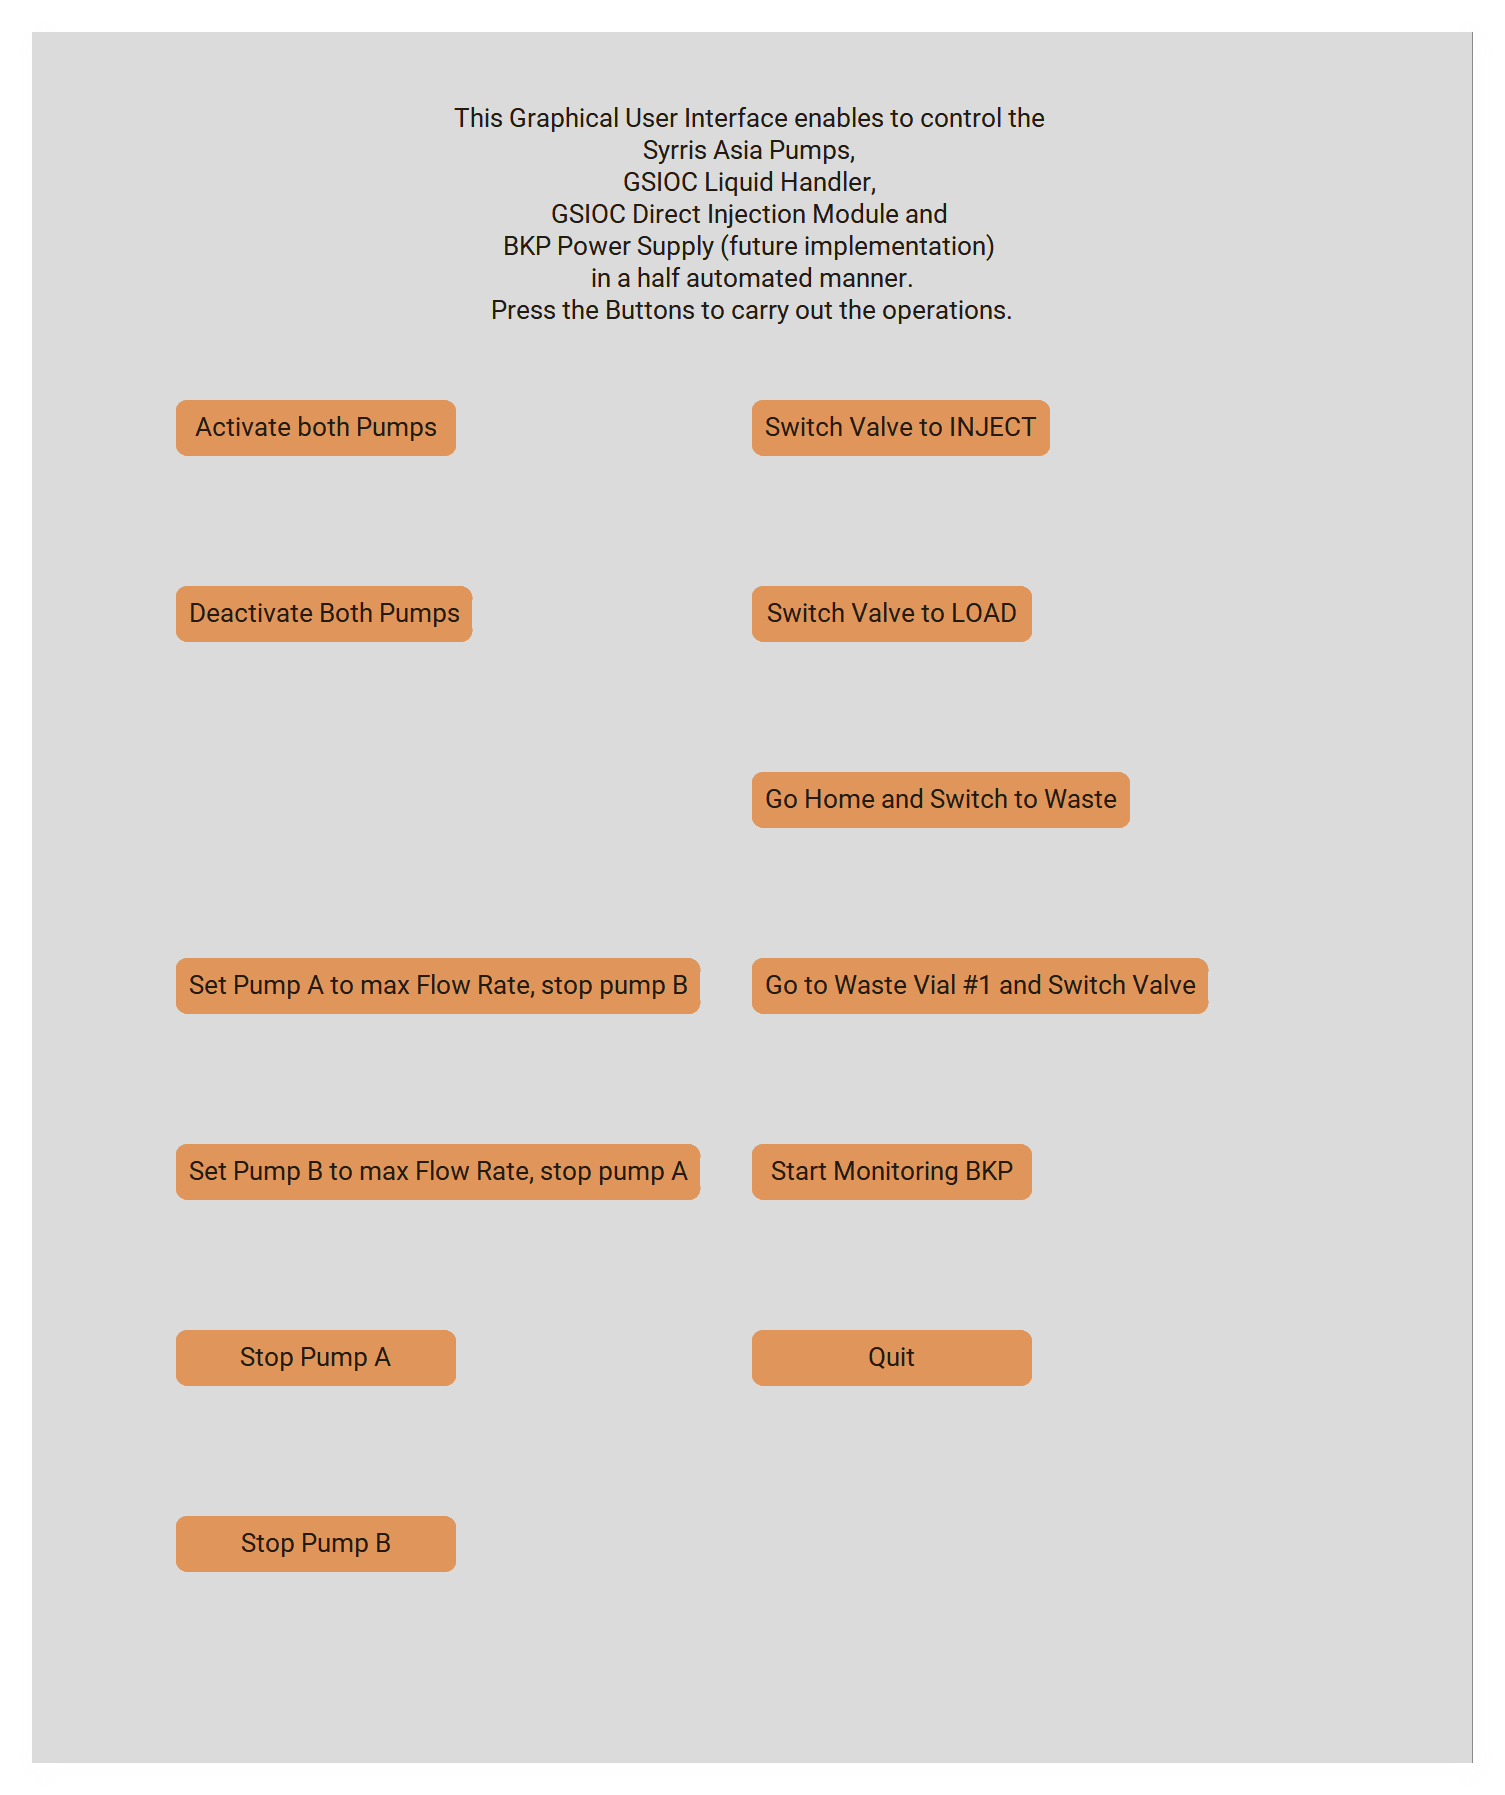 This Graphical User Interface enables to control the
Syrris Asia Pumps,
GSIOC Liquid Handler,
GSIOC Direct Injection Module and
BKP Power Supply (future implementation)
in a half automated manner.
Press the Buttons to carry out the operations.
Activate both Pumps
Switch Valve to INJECT
Deactivate Both Pumps
Switch Valve to LOAD
Go Home and Switch to Waste
Set Pump A to max Flow Rate, stop pump B
Go to Waste Vial #1 and Switch Valve
Set Pump B to max Flow Rate, stop pump A
Start Monitoring BKP
Stop Pump A
Quit
Stop Pump B